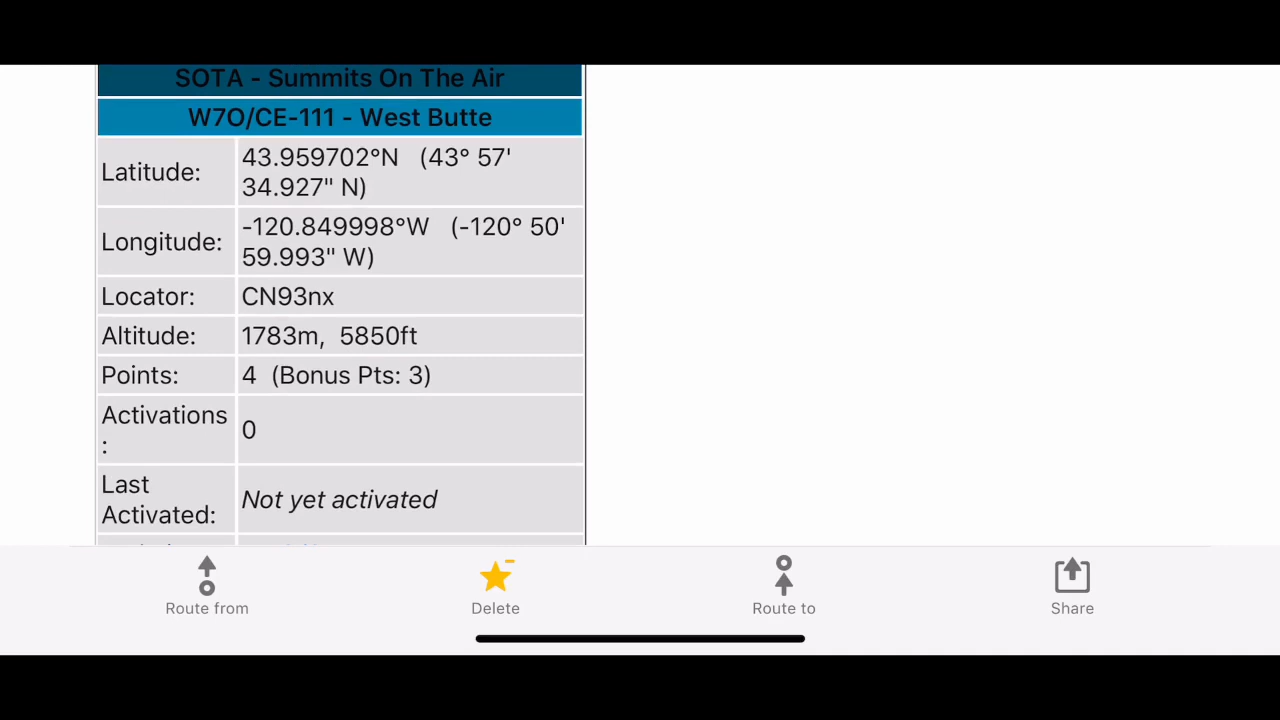 SOTA - Summits On The Air
W7O/CE-111 - West Butte
Latitude:
43.959702°N (43° 57'
34.927" N)
Longitude:
-120.849998°W (-120° 50'
59.993" W)
Locator:
CN93nx
Altitude:
1783m, 5850ft
Points:
4 (Bonus Pts: 3)
Activations
:
0
Last
Activated:
Not yet activated
Route from
Delete
Route to
Share